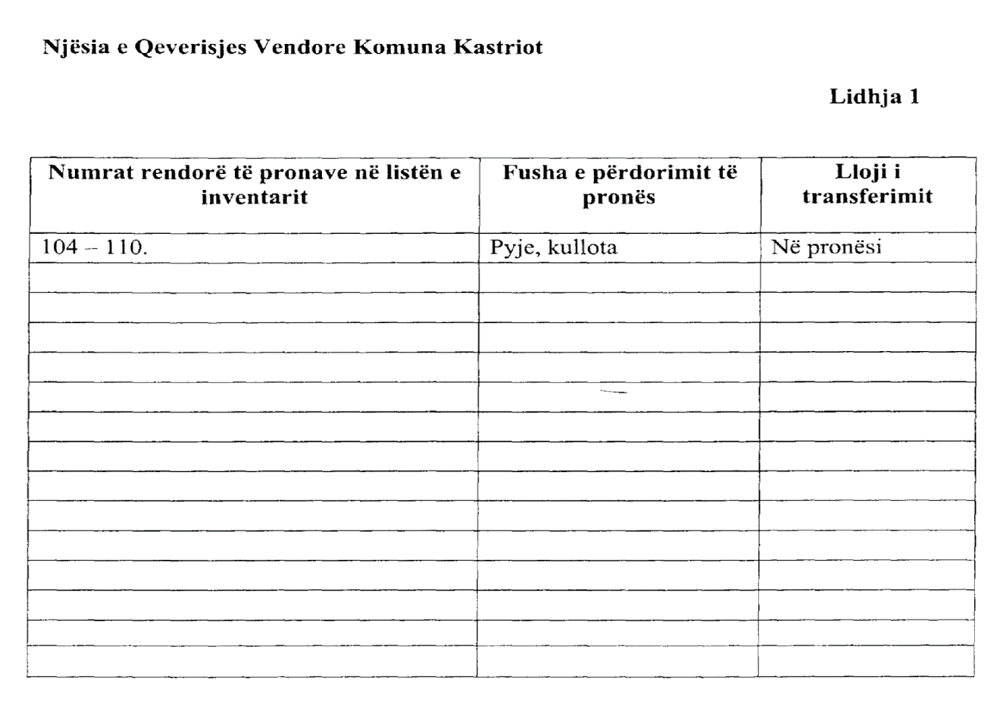 Njësia e Qeverisjes Vendore Komuna Kastriot
Lidhja 1
Numrat rendorë të pronave në listën e
inventarit
Fusha e përdorimit të
pronës
Lloji i
transferimit
104 – 110.
Pyje, kullota
Në pronësi